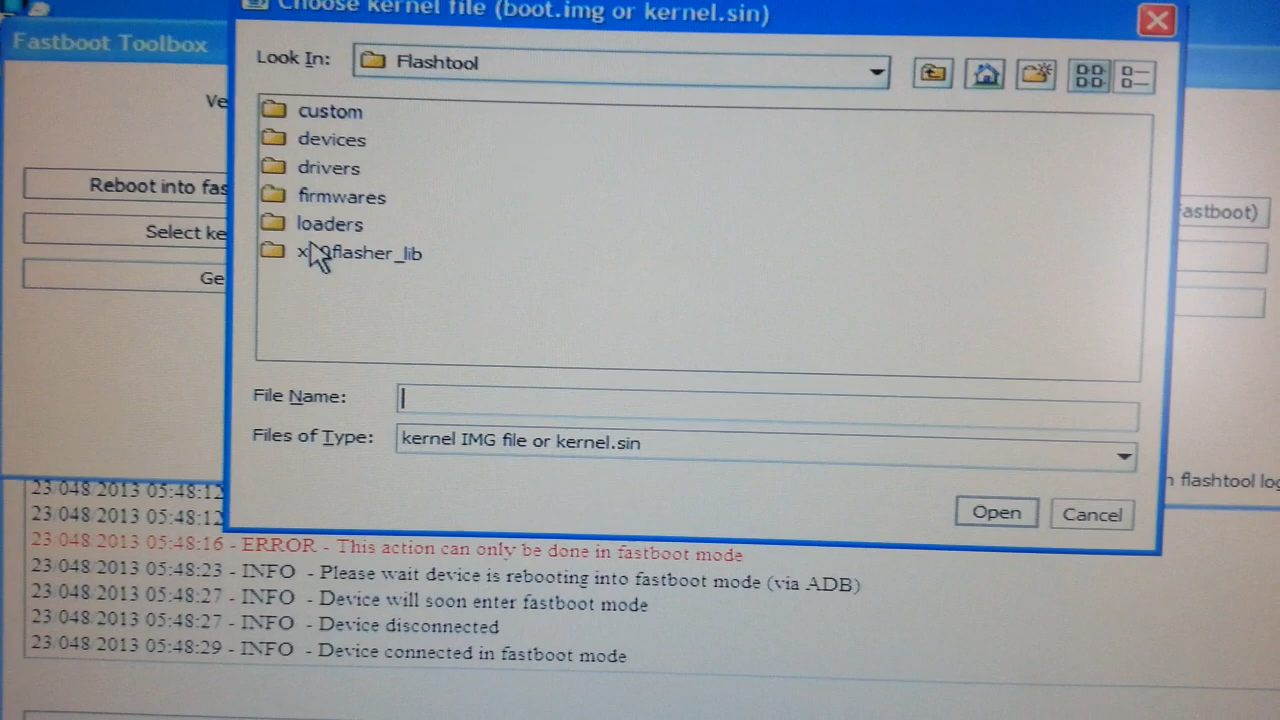 Choose kernel file (boot.img or kernel.sin)
Fastboot Toolbox
Look In:
Flashtool
custom
devices
drivers
firmwares
loaders
flasher_lib
Ve
Reboot into fas
Select ke
Ge
astboot)
File Name:
Files of Type:
kernel IMG file or kernel.sin
Open
Cancel
flashtool log
23/048/2013 05:48:12
23/048/2013 05:48:12
23/048/2013 05:48:16 - ERROR - This action can only be done in fastboot mode
23/048/2013 05:48:23 - INFO - Please wait device is rebooting into fastboot mode (via ADB)
23/048/2013 05:48:27 - INFO - Device will soon enter fastboot mode
23/048/2013 05:48:27 - INFO - Device disconnected
23/048/2013 05:48:29 - INFO - Device connected in fastboot mode